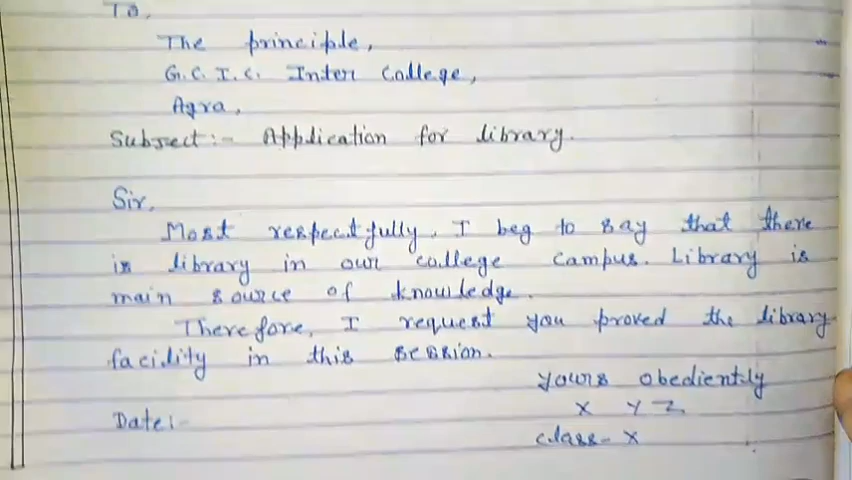 To,
The principle,
G.C.I.C. Inter College,
Agra,
Subject:- Application for library.
Sir,
Most respectfully, I beg to say that there
is library in our college campus. Library is
main source of knowledge.
Therefore, I request you proved the library
facility in this session.
yours obediently
X Y Z
Date:-
class- X